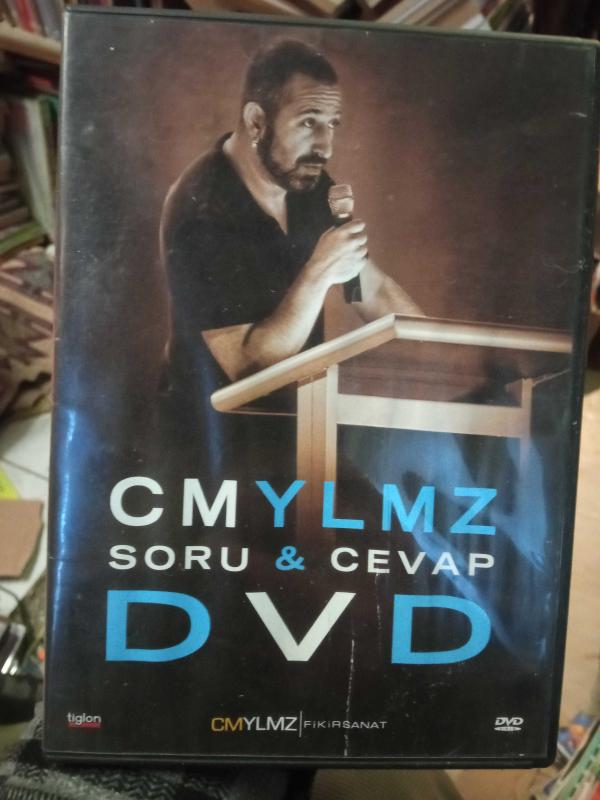 CMYLMZ
SORU & CEVAP
DVD
tiglon
CMYLMZ|FiKiRSANAT
DVD